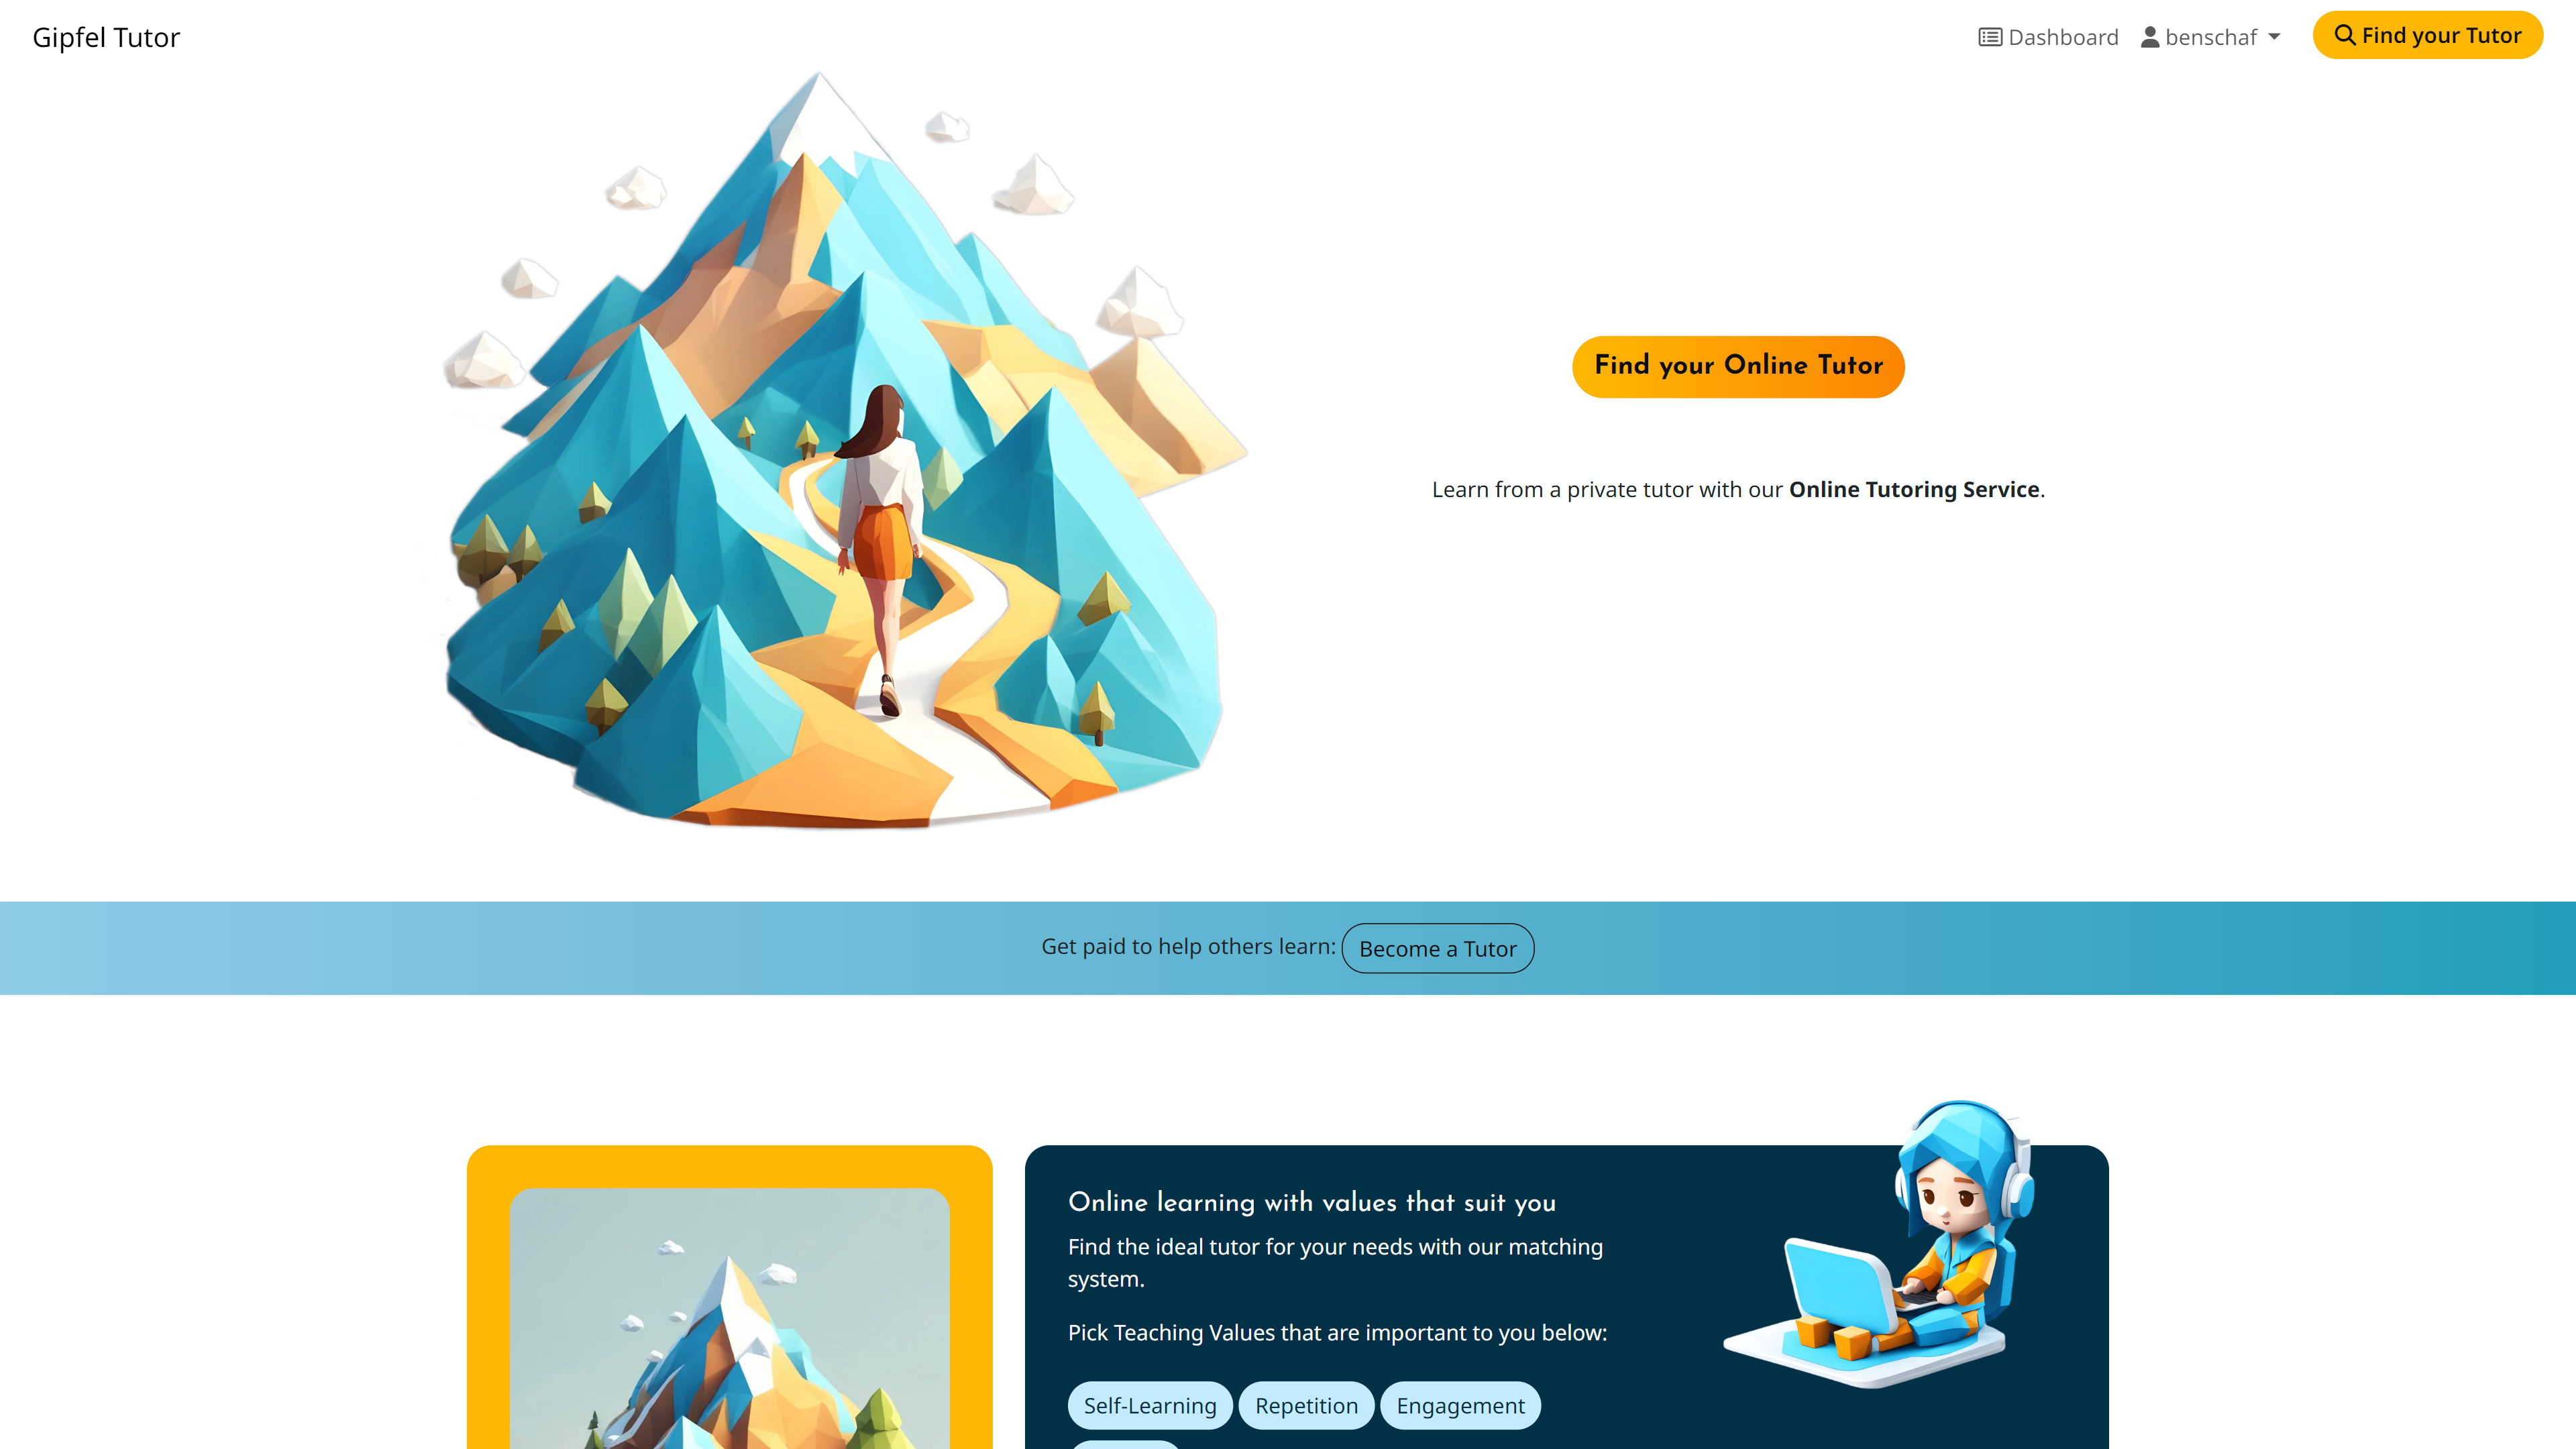 Gipfel Tutor
Dashboard
benschaf
Find your Tutor
Find your Online Tutor
Learn from a private tutor with our Online Tutoring Service.
Get paid to help others learn:
Become a Tutor
Online learning with values that suit you
Find the ideal tutor for your needs with our matching
system.
Pick Teaching Values that are important to you below:
Self-Learning
Repetition
Engagement